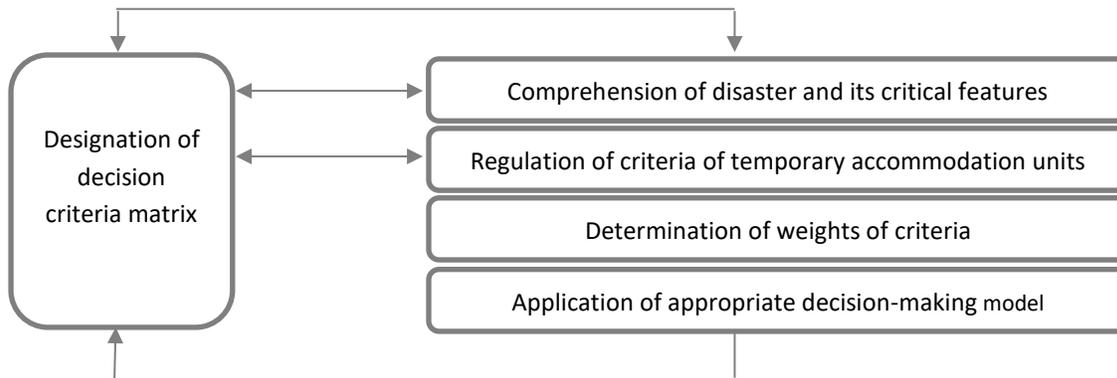 Designation of
decision
criteria matrix
Comprehension of disaster and its critical features
Regulation of criteria of temporary accommodation units
Determination of weights of criteria
Application of appropriate decision-making model